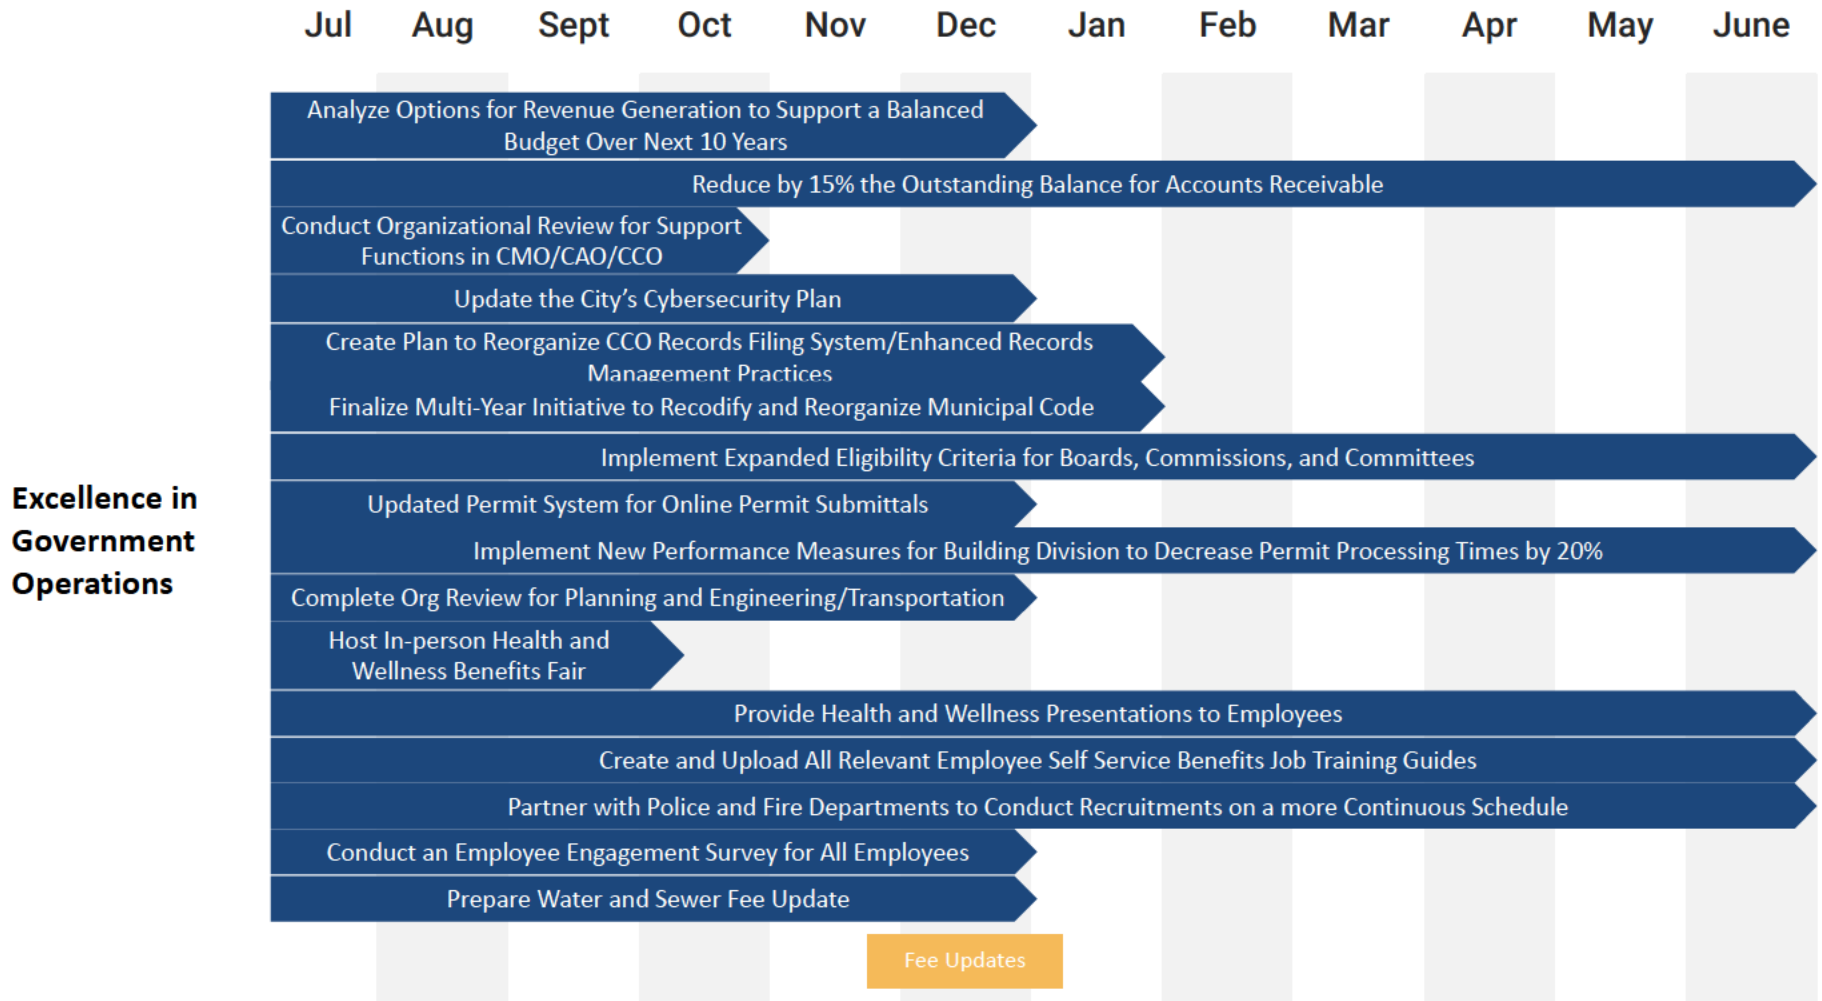 Jul Aug Sept Oct Nov Dec Jan Feb Mar Apr May June
Analyze Options for Revenue Generation to Support a Balanced
Budget Over Next 10 Years
Reduce by 15% the Outstanding Balance for Accounts Receivable
Conduct Organizational Review for Support
Functions in CMO/CAO/CCO
Update the City’s Cybersecurity Plan
Create Plan to Reorganize CCO Records Filing System/Enhanced Records
Management Practices
Finalize Multi-Year Initiative to Recodify and Reorganize Municipal Code
Implement Expanded Eligibility Criteria for Boards, Commissions, and Committees
Excellence in
Government
Operations
Updated Permit System for Online Permit Submittals
Implement New Performance Measures for Building Division to Decrease Permit Processing Times by 20%
Complete Org Review for Planning and Engineering/Transportation
Host In-person Health and
Wellness Benefits Fair
Provide Health and Wellness Presentations to Employees
Create and Upload All Relevant Employee Self Service Benefits Job Training Guides
Partner with Police and Fire Departments to Conduct Recruitments on a more Continuous Schedule
Conduct an Employee Engagement Survey for All Employees
Prepare Water and Sewer Fee Update
Fee Updates